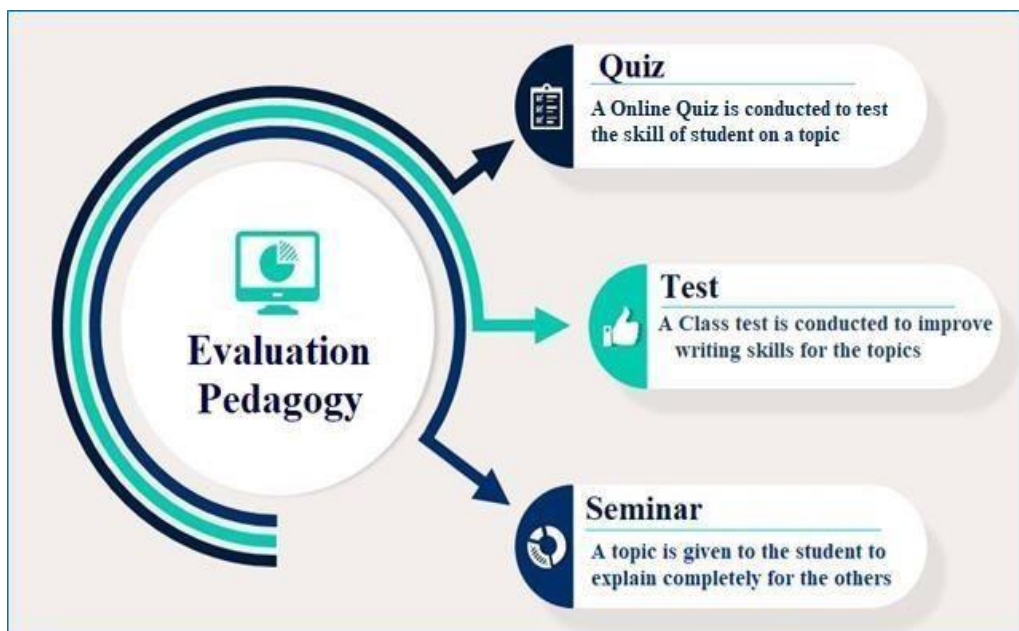 Evaluation
Pedagogy
Quiz
A Online Quiz is conducted to test
the skill of student on a topic
Test
A Class test is conducted to improve
writing skills for the topics
Seminar
A topic is given to the student to
explain completely for the others